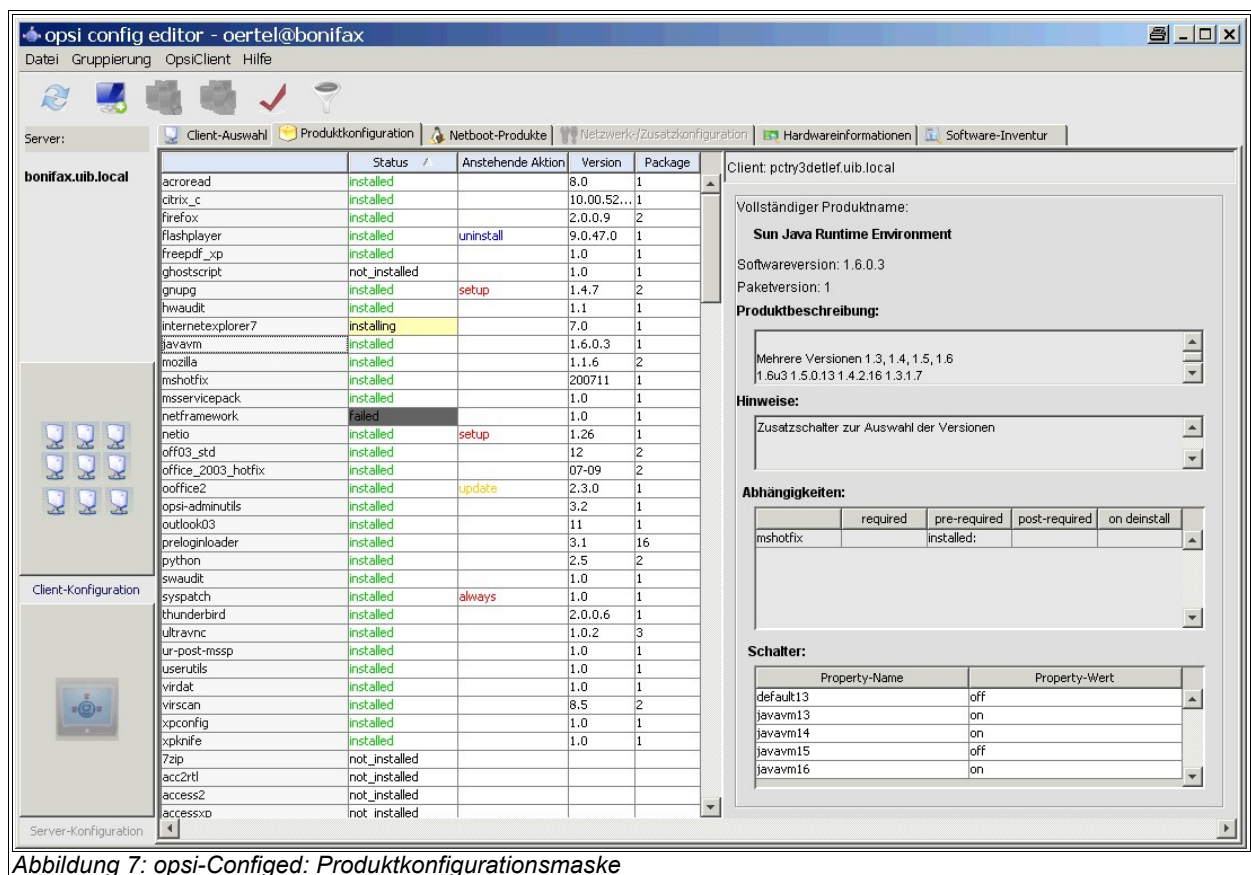 opsi config editor - oertel@bonifax
Datei Gruppierung OpsiClient Hilfe
Server:
bonifax.uib.local
Client-Konfiguration
Server-Konfiguration
Client-Auswahl Produktkonfiguration Netboot-Produkte Netzwerk-/Zusatzkonfiguration Hardwareinformationen Software-Inventur
Status Anstehende Aktion Version Package
acroread installed 8.0 1
citrix_c installed 10.00.52... 1
firefox installed 2.0.0.9 2
flashplayer installed uninstall 9.0.47.0 1
freepdf_xp installed 1.0 1
ghostscript not_installed 1.0 1
gnupg installed setup 1.4.7 2
hwaudit installed 1.1 1
internetexplorer7 installing 7.0 1
javavm installed 1.6.0.3 1
mozilla installed 1.1.6 2
mshotfix installed 200711 1
msservicepack installed 1.0 1
netframework failed 1.0 1
netio installed setup 1.26 1
off03_std installed 12 2
office_2003_hotfix installed 07-09 2
ooffice2 installed update 2.3.0 1
opsi-adminutils installed 3.2 1
outlook03 installed 11 1
preloginloader installed 3.1 16
python installed 2.5 2
swaudit installed 1.0 1
syspatch installed always 1.0 1
thunderbird installed 2.0.0.6 1
ultravnc installed 1.0.2 3
ur-post-mssp installed 1.0 1
userutils installed 1.0 1
virdat installed 1.0 1
virscan installed 8.5 2
xpconfig installed 1.0 1
xpknife installed 1.0 1
7zip not_installed
acc2rtl not_installed
access2 not_installed
accessxp not_installed
Client: pctry3detlef.uib.local
Vollständiger Produktname:
Sun Java Runtime Environment
Softwareversion: 1.6.0.3
Paketversion: 1
Produktbeschreibung:
Mehrere Versionen 1.3, 1.4, 1.5, 1.6
1.6u3 1.5.0.13 1.4.2.16 1.3.1.7
Hinweise:
Zusatzschalter zur Auswahl der Versionen
Abhängigkeiten:
required pre-required post-required on deinstall
mshotfix installed:
Schalter:
Property-Name Property-Wert
default13 off
javavm13 on
javavm14 on
javavm15 off
javavm16 on
Abbildung 7: opsi-Configed: Produktkonfigurationsmaske